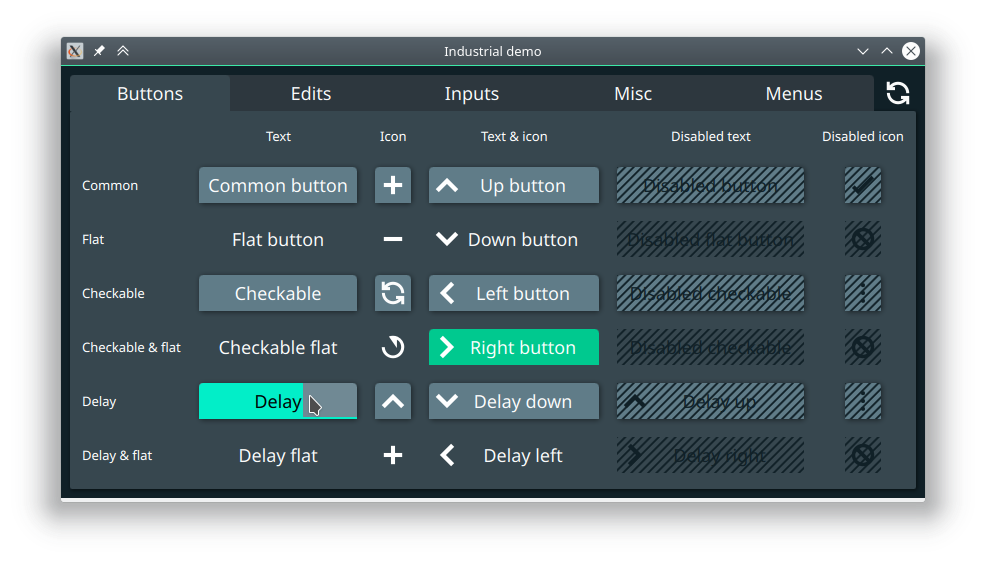 Industrial demo
Buttons Edits Inputs Misc Menus
Text Icon Text & icon Disabled text Disabled icon
Common Common button Up button Disabled button
Flat Flat button Down button Disabled flat button
Checkable Checkable Left button Disabled checkable
Checkable & flat Checkable flat Right button Disabled checkable
Delay Delay Delay down Delay up
Delay & flat Delay flat Delay left Delay right